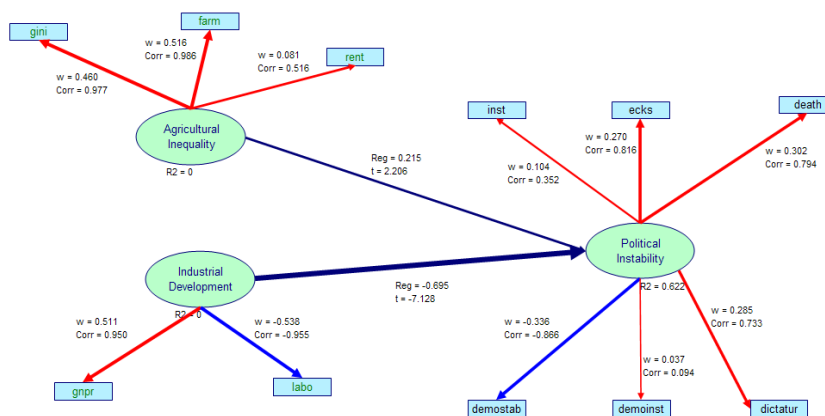 gini
farm
rent
w = 0.460
Corr = 0.977
w = 0.516
Corr = 0.986
w = 0.081
Corr = 0.516
Agricultural
Inequality
R2 = 0
Reg = 0.215
t = 2.206
inst
ecks
death
w = 0.104
Corr = 0.352
w = 0.270
Corr = 0.816
w = 0.302
Corr = 0.794
Political
Instability
R2 = 0.622
Industrial
Development
R2 = 0
Reg = -0.695
t = -7.128
w = 0.511
Corr = 0.950
w = -0.538
Corr = -0.955
gnpr
labo
w = -0.336
Corr = -0.866
w = 0.037
Corr = 0.094
w = 0.285
Corr = 0.733
demostab
demoinst
dictatur